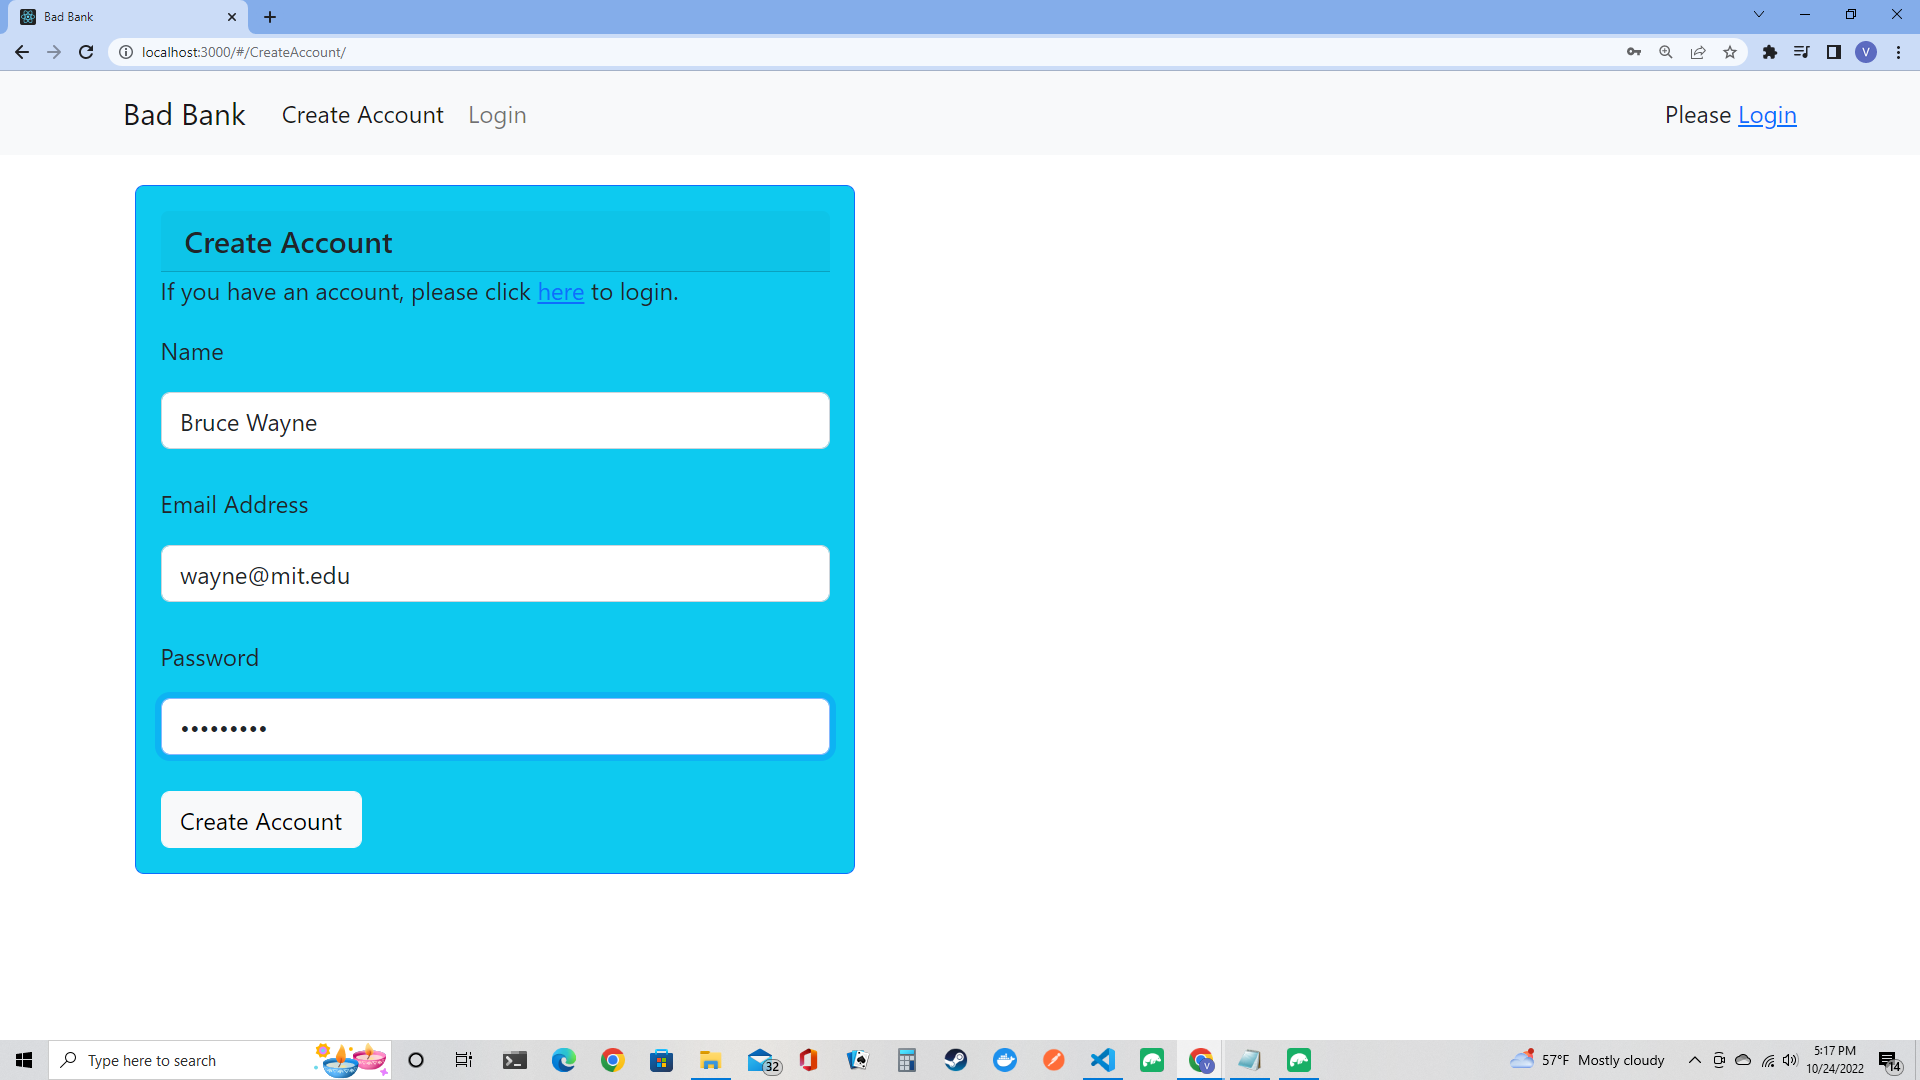 Bad Bank
localhost:3000/#/CreateAccount/
V
Bad Bank Create Account Login Please Login
Create Account
If you have an account, please click here to login.
Name
Bruce Wayne
Email Address
wayne@mit.edu
Password
•••••••••
Create Account
Type here to search
32
V
57°F Mostly cloudy
5:17 PM
10/24/2022
14